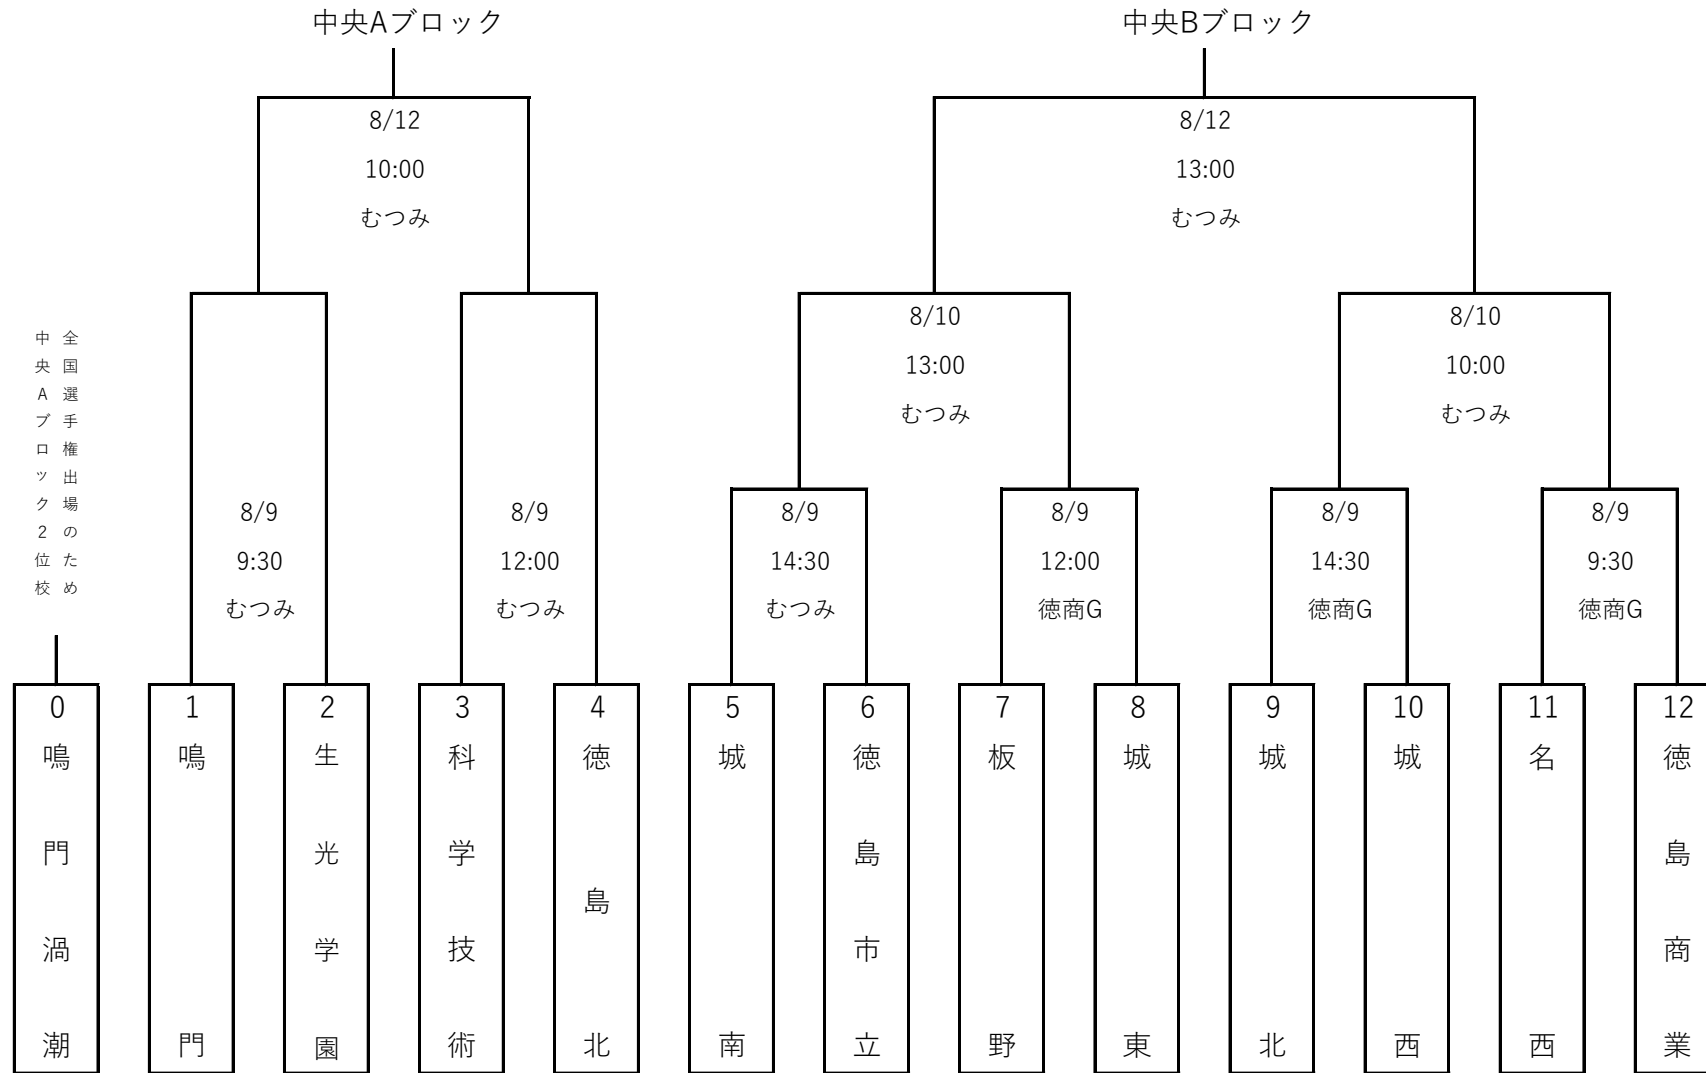 中央Aブロック
中央Bブロック
8/12
10:00
むつみ
8/12
13:00
むつみ
8/10
13:00
むつみ
8/10
10:00
むつみ
全国選手権出場のため
中央Aブロック2位校
8/9
9:30
むつみ
8/9
12:00
むつみ
8/9
14:30
むつみ
8/9
12:00
徳商G
8/9
14:30
徳商G
8/9
9:30
徳商G
0
鳴門渦潮
1
鳴門
2
生光学園
3
科学技術
4
徳島北
5
城南
6
徳島市立
7
板野
8
城東
9
城北
10
城西
11
名西
12
徳島商業